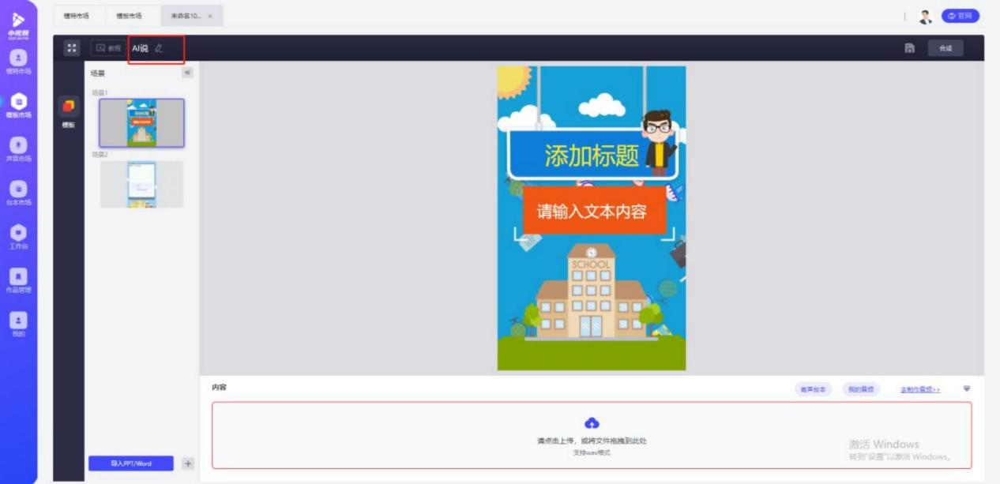 模特市场 模板市场 未命名10... ×
官网
小视频
教程 AI说
合成
模特市场
模板市场
声音市场
台本市场
工作台
作品管理
我的
模板
场景
场景1
添加标题
场景2
添加标题
请输入文本内容
SCHOOL
内容
有声台本 我的音频 去制作音频>>
请点击上传，或将文件拖拽到此处
支持wav格式
导入PPT/Word +
激活 Windows
转到"设置"以激活 Windows。